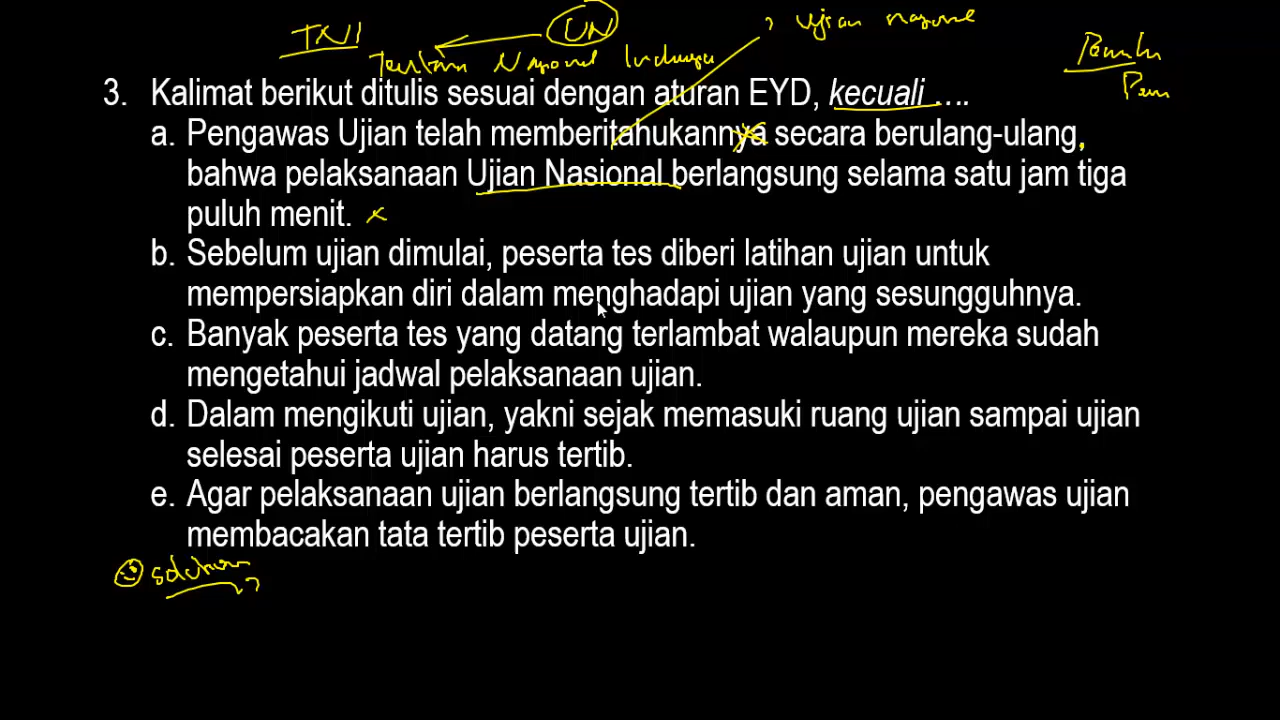 TNI UN ujian nasional
Tentara Nasional Indonesia Pemilu
3. Kalimat berikut ditulis sesuai dengan aturan EYD, kecuali ….
a. Pengawas Ujian telah memberitahukannya secara berulang-ulang,
bahwa pelaksanaan Ujian Nasional berlangsung selama satu jam tiga
puluh menit. x
b. Sebelum ujian dimulai, peserta tes diberi latihan ujian untuk
mempersiapkan diri dalam menghadapi ujian yang sesungguhnya.
c. Banyak peserta tes yang datang terlambat walaupun mereka sudah
mengetahui jadwal pelaksanaan ujian.
d. Dalam mengikuti ujian, yakni sejak memasuki ruang ujian sampai ujian
selesai peserta ujian harus tertib.
e. Agar pelaksanaan ujian berlangsung tertib dan aman, pengawas ujian
membacakan tata tertib peserta ujian.